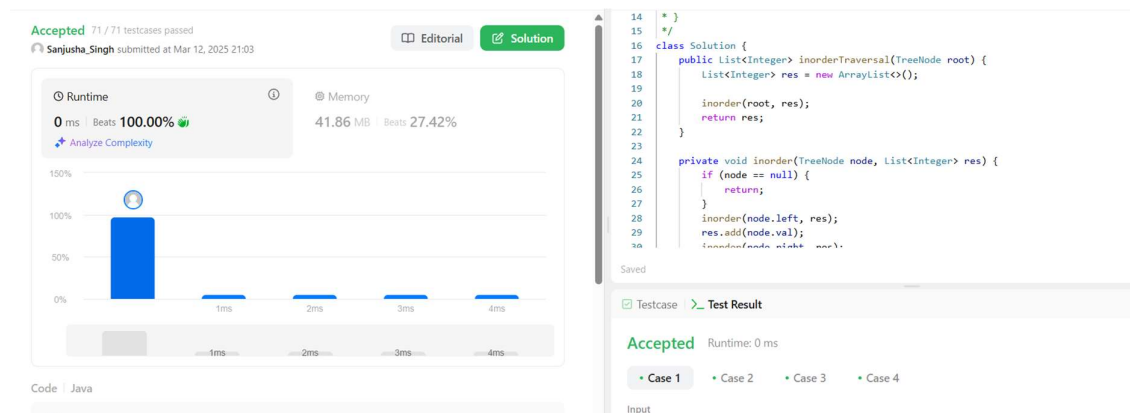 Accepted 71 / 71 testcases passed
Sanjusha_Singh submitted at Mar 12, 2025 21:03
Editorial
Solution
Runtime
0 ms Beats 100.00%
Analyze Complexity
Memory
41.86 MB Beats 27.42%
150%
100%
50%
0%
1ms 2ms 3ms 4ms
1ms 2ms 3ms 4ms
Code Java
14 * }
15 */
16 class Solution {
17 public List<Integer> inorderTraversal(TreeNode root) {
18 List<Integer> res = new ArrayList<>();
19
20 inorder(root, res);
21 return res;
22 }
23
24 private void inorder(TreeNode node, List<Integer> res) {
25 if (node == null) {
26 return;
27 }
28 inorder(node.left, res);
29 res.add(node.val);
30 inorder(node.right, res);
Saved
Testcase >_ Test Result
Accepted Runtime: 0 ms
• Case 1 • Case 2 • Case 3 • Case 4
Input